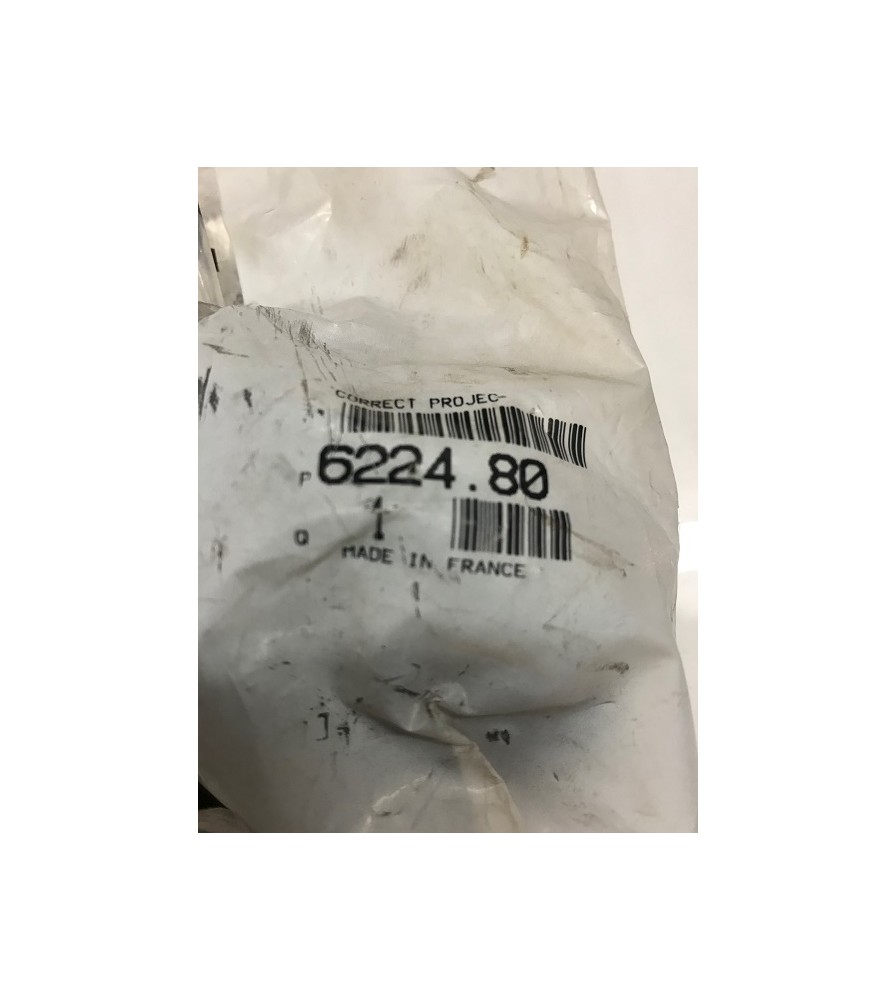 CORRECT PROJEC-
P 6224.80
Q 1
MADE IN FRANCE